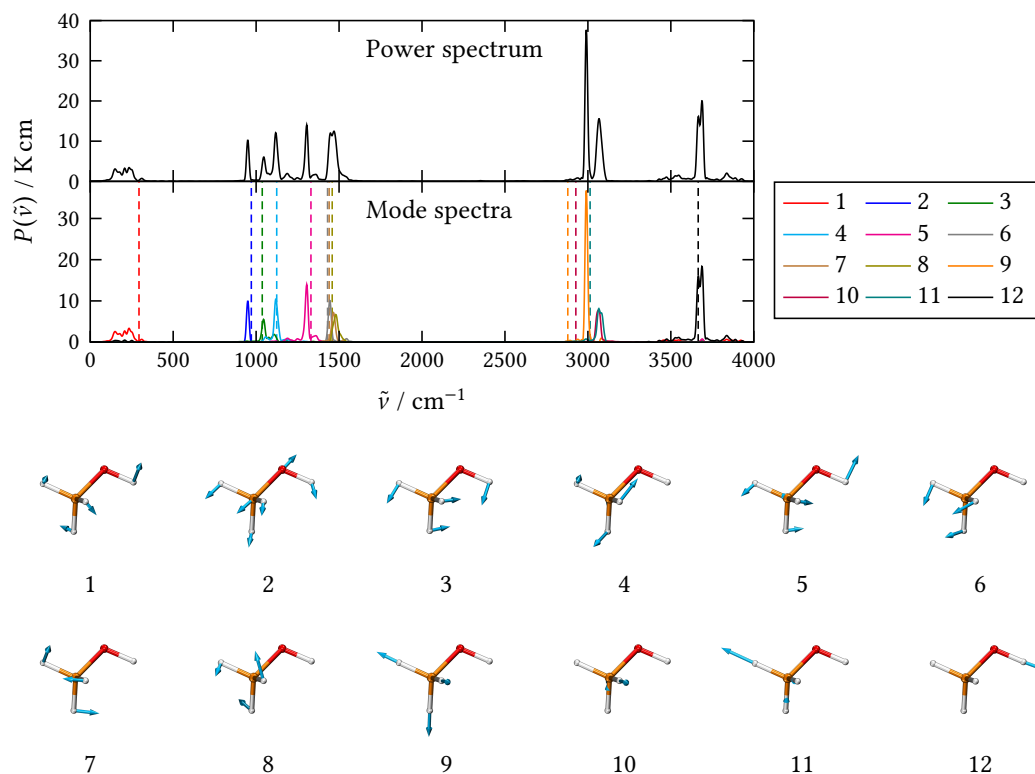 40
30
20
10
0
Power spectrum
30
20
10
0
Mode spectra
P(ν̃) / K cm
0 500 1000 1500 2000 2500 3000 3500 4000
ν̃ / cm⁻¹
1 2 3
4 5 6
7 8 9
10 11 12
1 2 3 4 5 6
7 8 9 10 11 12